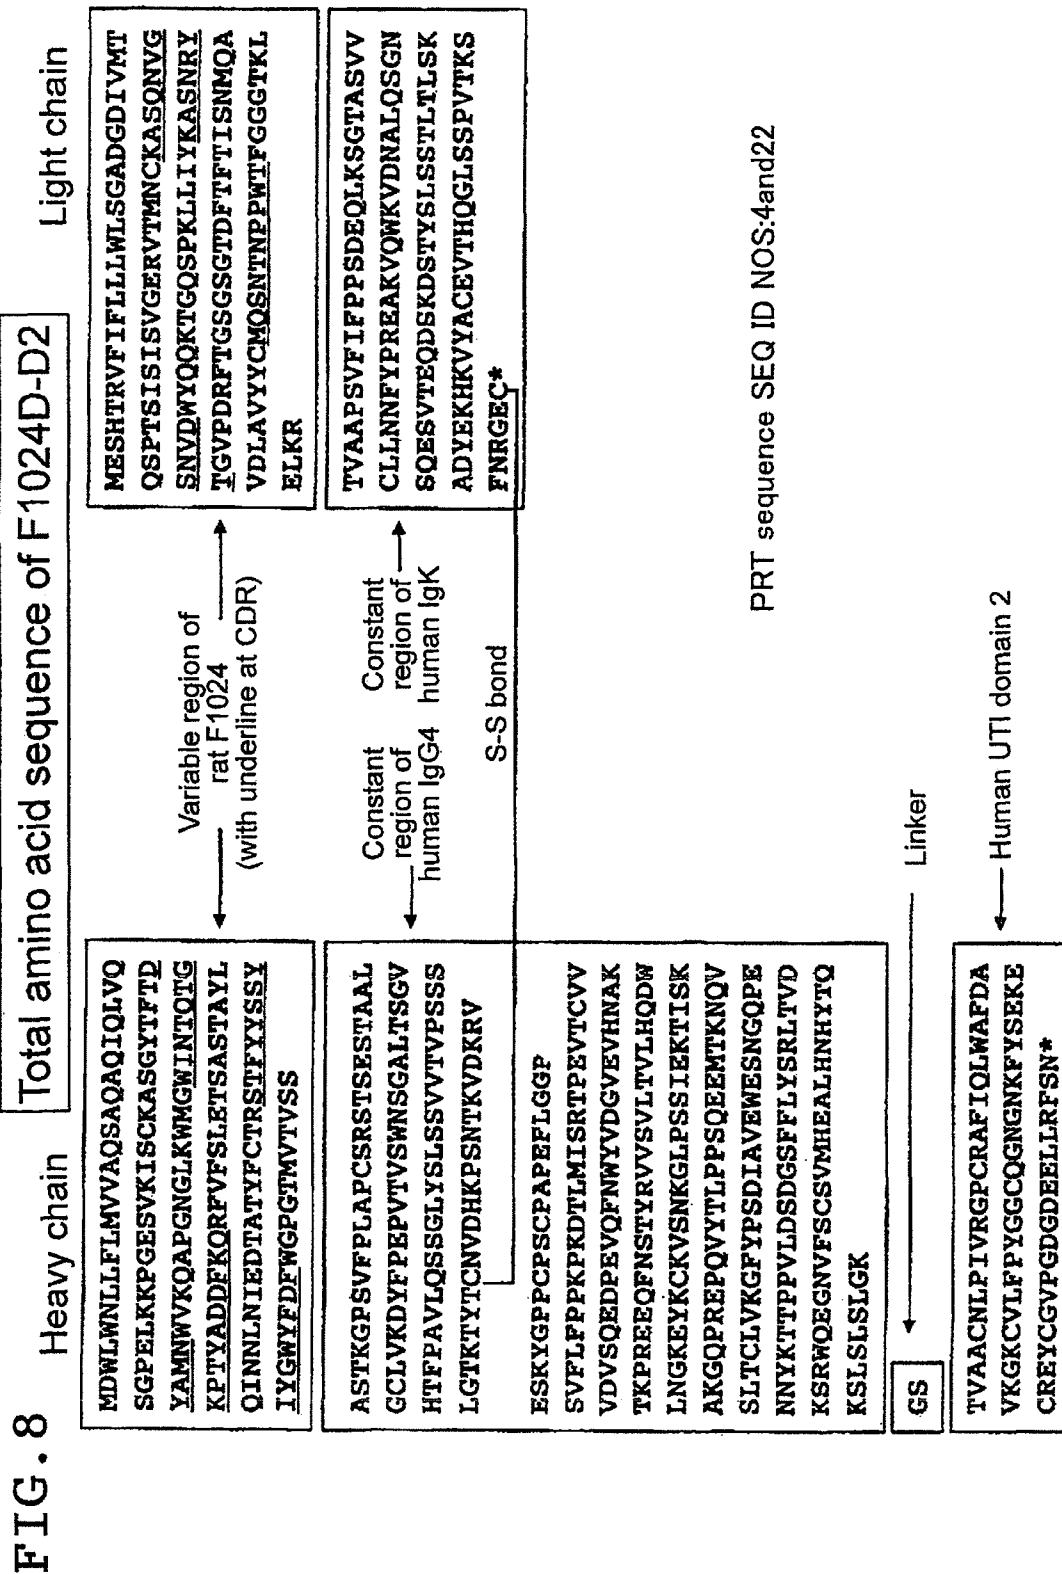 FIG.8
Total amino acid sequence of F1024D-D2
Heavy chain
Light chain
MDWLWNLLFLMVVAQSAQAQIQLVQ
SGPELKKPGESVKISCKASGYTFTD
YAMNWVKQAPGNGLKWMGWINTQTG
KPTYADDFKQRFVFSLETSASTAYL
QINNLNIEDTATYFCTRSTFYYSSY
IYGWYFDFWGPGTMVTVSS
Variable region of
rat F1024
(with underline at CDR)
MESHTRVFIFLLLWLSGADGDIVMT
QSPTSISISVGERVTMNCKASQNVG
SNVDWYQQKTGQSPKLLIYKASNRY
TGVPDRFTGSGSGTDFTFTISNMQA
VDLAVYYCMQSNTNPPWTFGGGTKL
ELKR
ASTKGPSVFPLAPCSRSTSESTAAL
GCLVKDYFPEPVTVSWNSGALTSGV
HTFPAVLQSSGLYSLSSVVTVPSSS
LGTKTYTCNVDHKPSNTKVDKRV
ESKYGPPCPSCPAPEFLGGP
SVFLFPPKPKDTLMISRTPEVTCVV
VDVSQEDPEVQFNWYVDGVEVHNAK
TKPREEQFNSTYRVVSVLTVLHQDW
LNGKEYKCKVSNKGLPSSIEKTISK
AKGQPREPQVYTLPPSQEEMTKNQV
SLTCLVKGFYPSDIAVEWESNGQPE
NNYKTTPPVLDSDGSFFLYSRLTVD
KSRWQEGNVFSCSVMHEALHNHYTQ
KSLSLSLGK
Constant
region of
human IgG4
Constant
region of
human IgK
TVAAPSVFIFPPSDEQLKSGTASVV
CLLNNFYPREAKVQWKVDNALQSGN
SQESVTEQDSKDSTYSLSSTLTLSK
ADYEKHKVYACEVTHQGLSSPVTKS
FNRGEC*
S-S bond
PRT sequence SEQ ID NOS:4and22
GS
Linker
TVAACNLPIVRGPCRAFIQLWAFDA
VKGKCVLFPYGGCQGNGNKFYSEKE
CREYCGVPGDGDEELLRFSN*
Human UTI domain 2